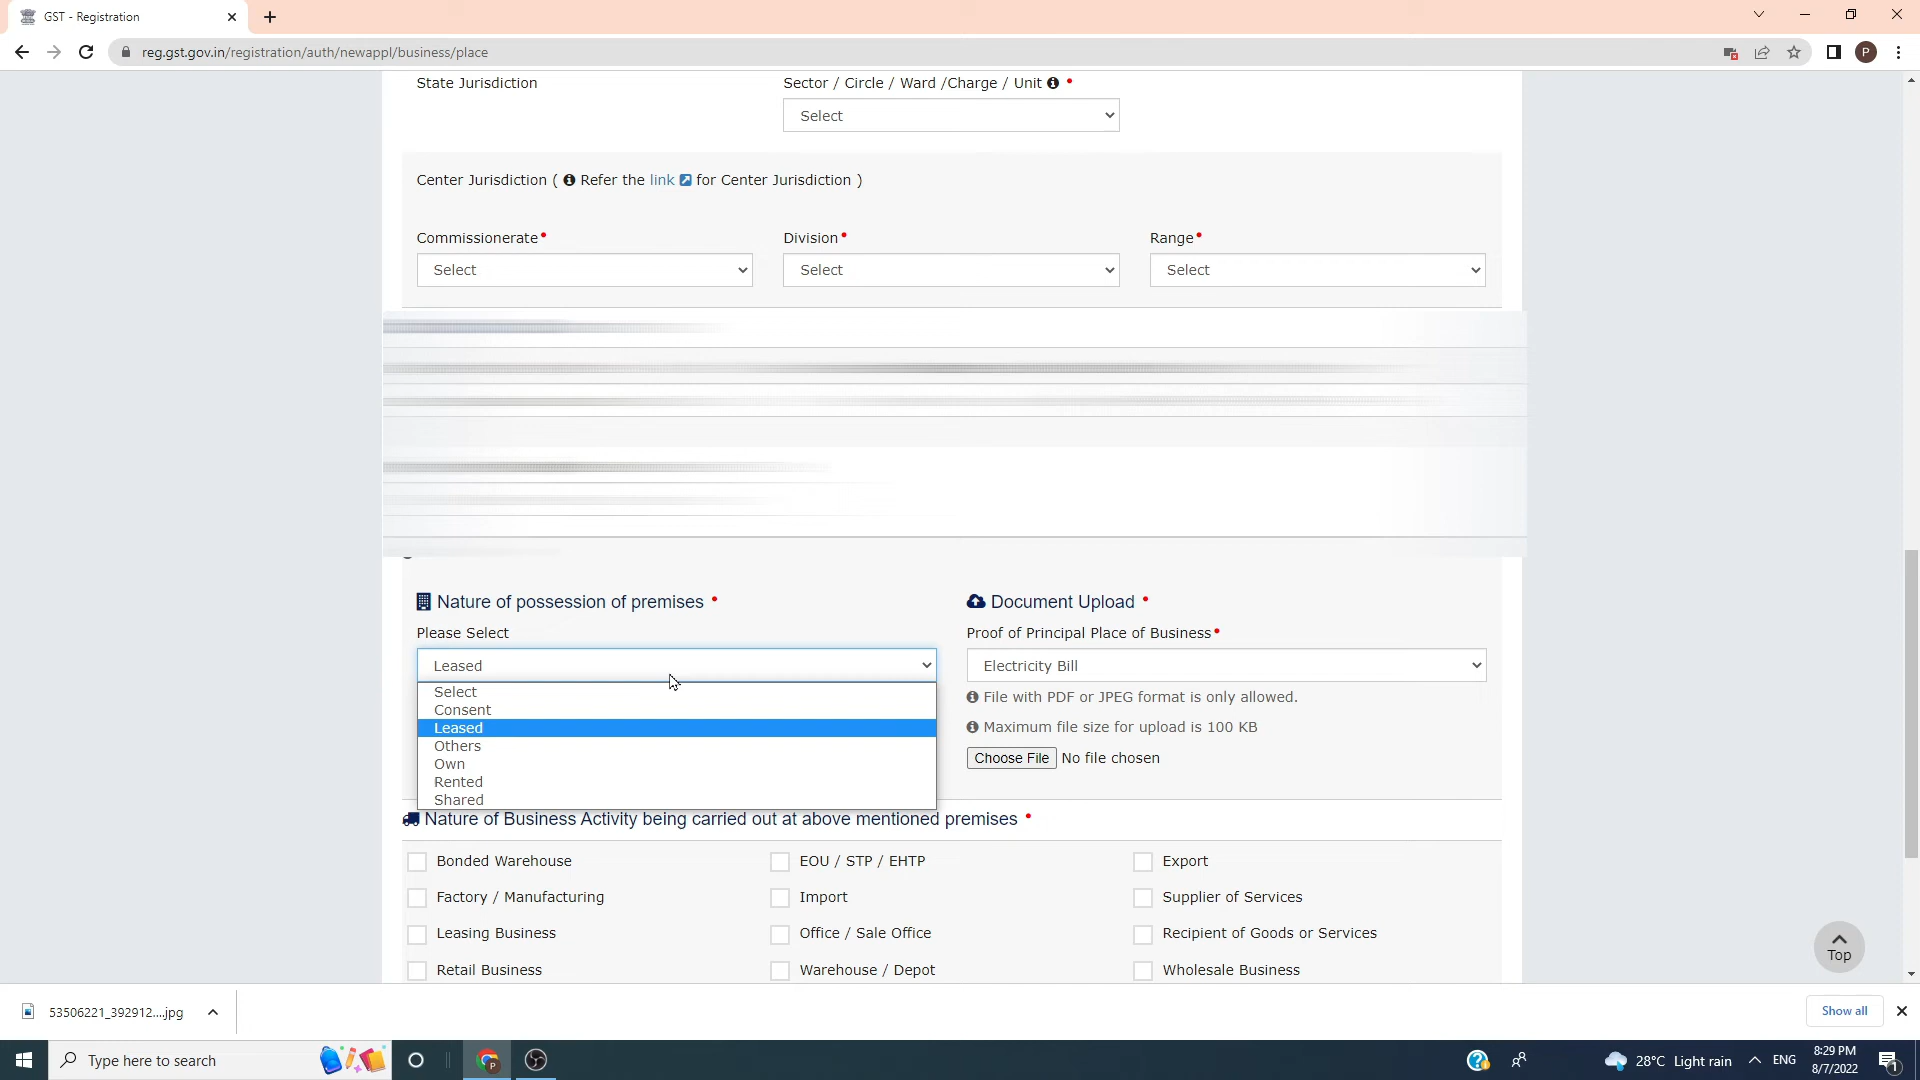 GST - Registration
reg.gst.gov.in/registration/auth/newappl/business/place
P
State Jurisdiction
Sector / Circle / Ward /Charge / Unit •
Select
Center Jurisdiction ( Refer the link for Center Jurisdiction )
Commissionerate•
Division•
Range•
Select
Select
Select
Nature of possession of premises •
Document Upload •
Please Select
Proof of Principal Place of Business•
Leased
Electricity Bill
Select
Consent
Leased
Others
Own
Rented
Shared
File with PDF or JPEG format is only allowed.
Maximum file size for upload is 100 KB
Choose File No file chosen
Nature of Business Activity being carried out at above mentioned premises •
Bonded Warehouse
EOU / STP / EHTP
Export
Factory / Manufacturing
Import
Supplier of Services
Leasing Business
Office / Sale Office
Recipient of Goods or Services
Retail Business
Warehouse / Depot
Wholesale Business
Top
53506221_392912....jpg
Show all
Type here to search
P
28°C Light rain
ENG
8:29 PM
8/7/2022
1